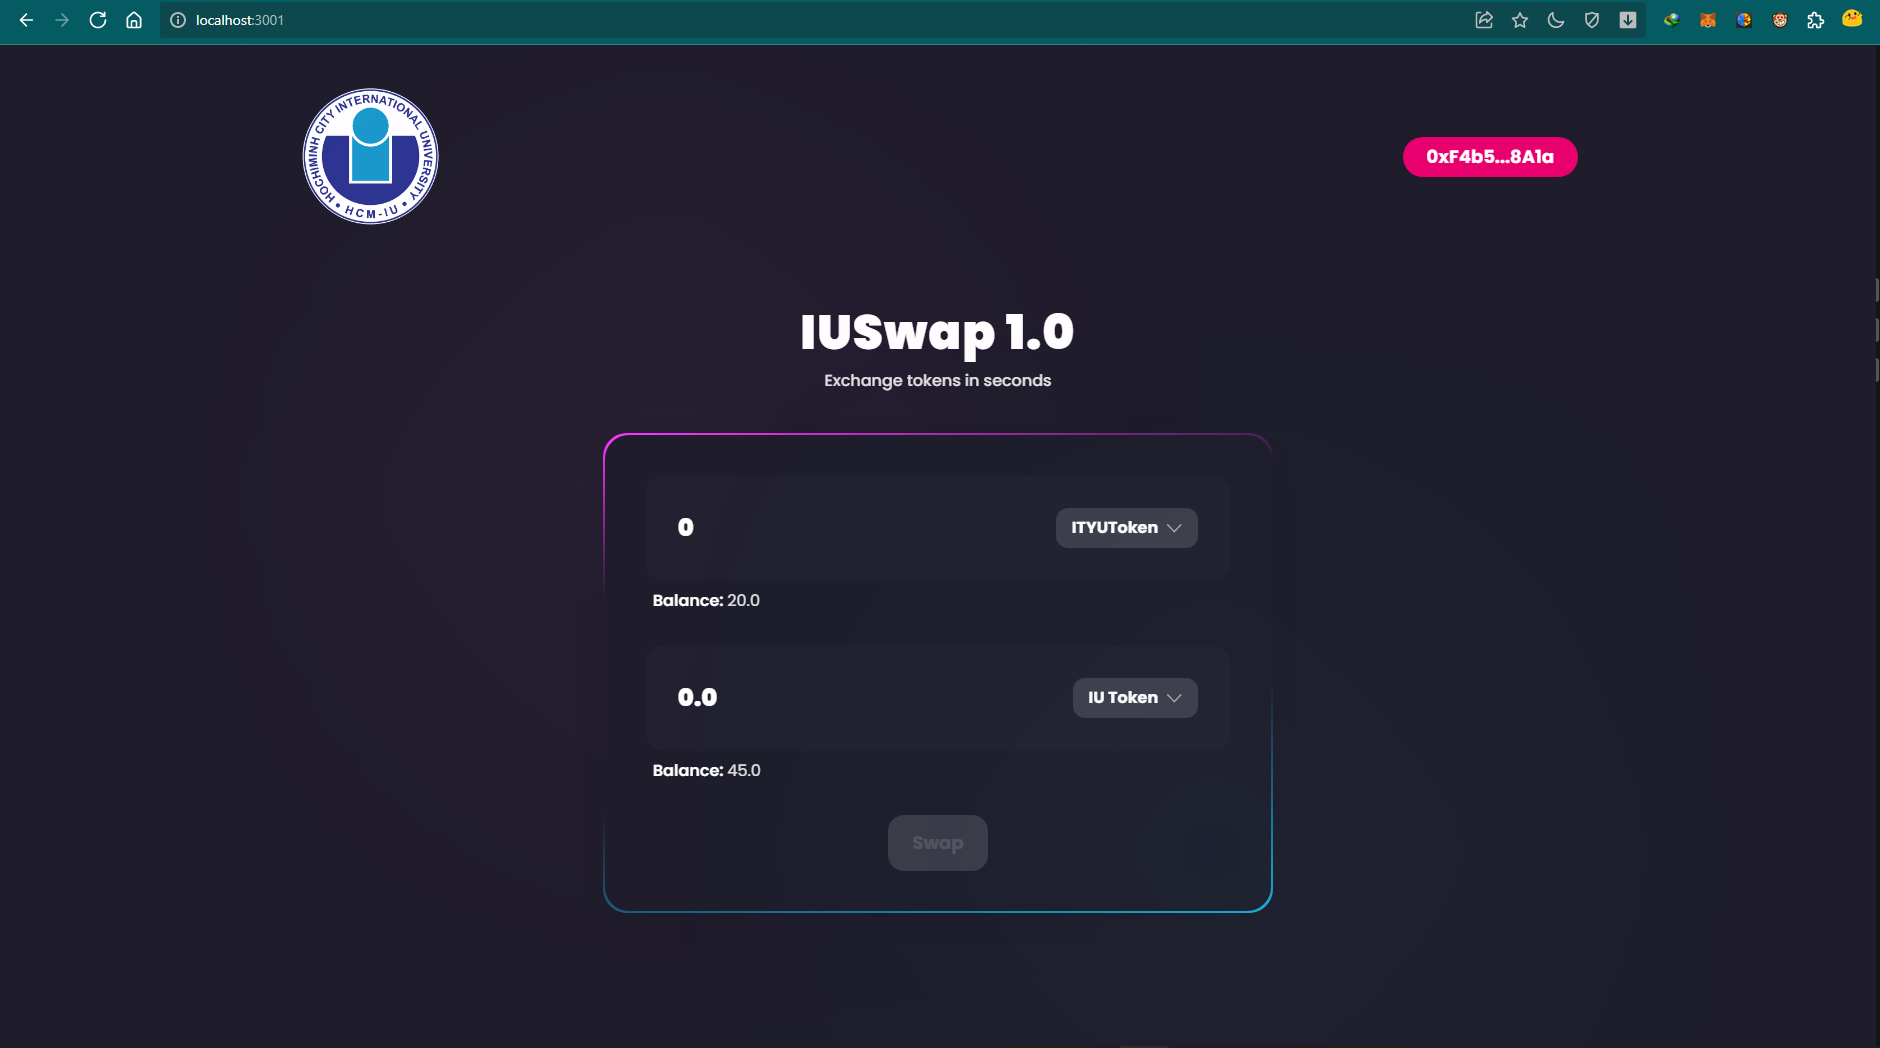 localhost:3001
HOCHIMINH CITY INTERNATIONAL UNIVERSITY
HCM-IU
0xF4b5...8A1a
IUSwap 1.0
Exchange tokens in seconds
0
ITYUToken
Balance: 20.0
0.0
IU Token
Balance: 45.0
Swap